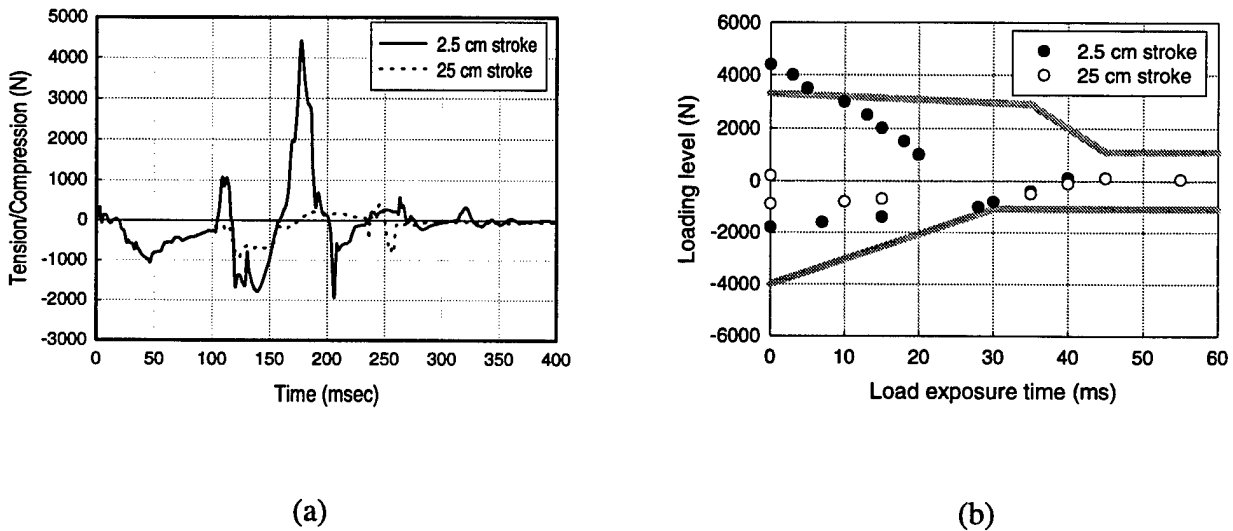 Tension/Compression (N)
5000
4000
3000
2000
1000
0
-1000
-2000
-3000
0 50 100 150 200 250 300 350 400
Time (msec)
2.5 cm stroke
25 cm stroke
(a)
Loading level (N)
6000
4000
2000
0
-2000
-4000
-6000
0 10 20 30 40 50 60
Load exposure time (ms)
2.5 cm stroke
25 cm stroke
(b)